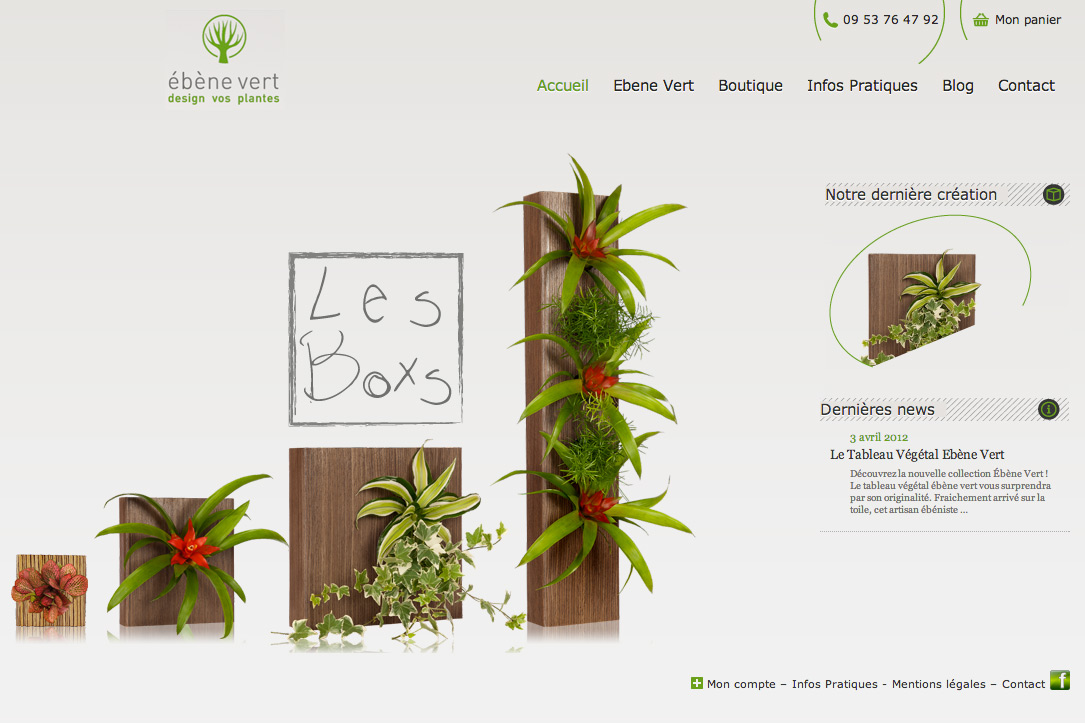 09 53 76 47 92
Mon panier
ébène vert
design vos plantes
Accueil Ebene Vert Boutique Infos Pratiques Blog Contact
Les
Boxs
Notre dernière création
Dernières news
3 avril 2012
Le Tableau Végétal Ebène Vert
Découvrez la nouvelle collection Ébène Vert !
Le tableau végétal ébène vert vous surprendra
par son originalité. Fraichement arrivé sur la
toile, cet artisan ébéniste ...
Mon compte – Infos Pratiques - Mentions légales – Contact f